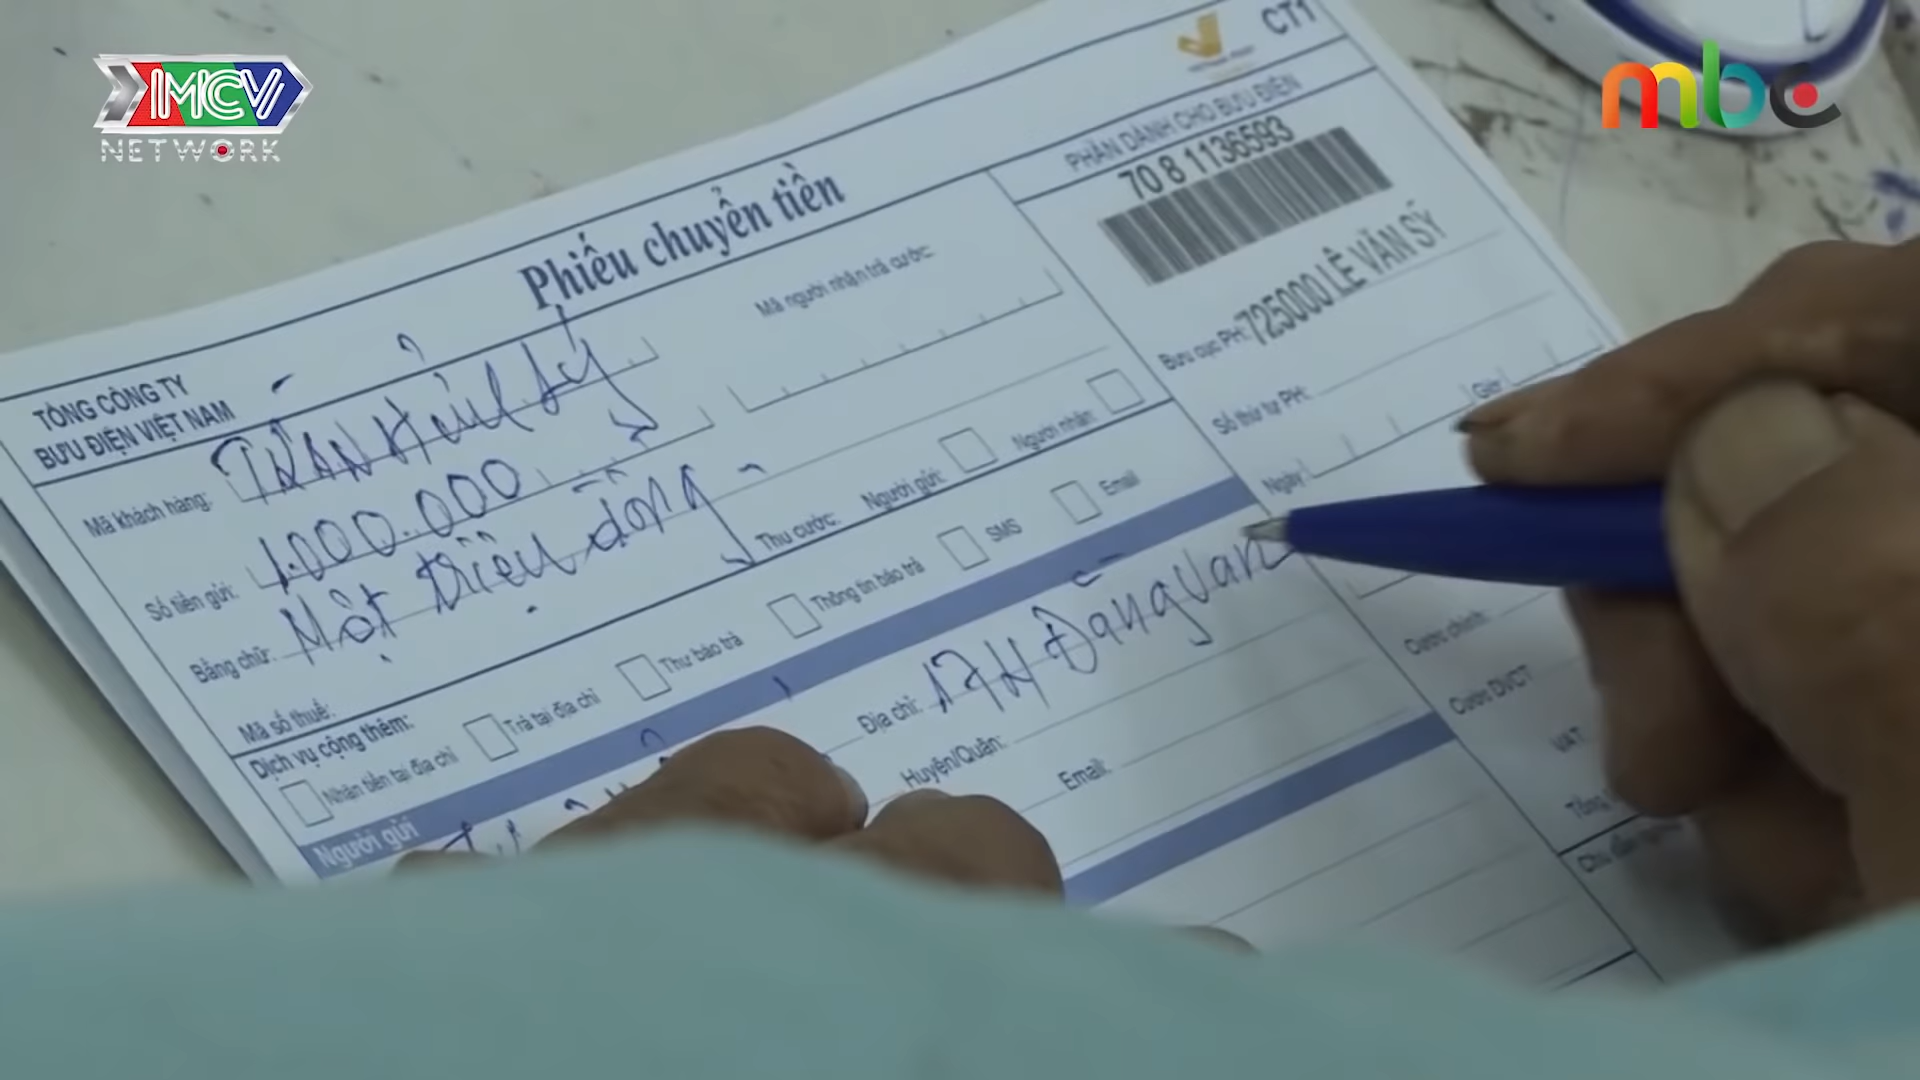 MCV
NETWORK
mbc
CT1
Phiếu chuyển tiền
PHẦN DÀNH CHO BƯU ĐIỆN
70 8 1136593
TỔNG CÔNG TY
BƯU ĐIỆN VIỆT NAM
Mã khách hàng: TRẦN Hữu Lý
Mã người nhận trả cước:
Bưu cục PH: 725000 LÊ VĂN SỸ
Số tiền gửi: 1.000.000
Số thứ tự PH:
Bằng chữ: Một triệu đồng
Thu cước: Người gửi: Người nhận:
Ngày: Giờ:
Mã số thuế:
Dịch vụ cộng thêm:
Nhận tiền tại địa chỉ Trả tại địa chỉ Thư báo trả Thông tin báo trả SMS Email
Người gửi
Địa chỉ: 17H Đặng Văn
Huyện/Quận:
Email:
Cước chính:
Cước DVCT
VAT
Tổng